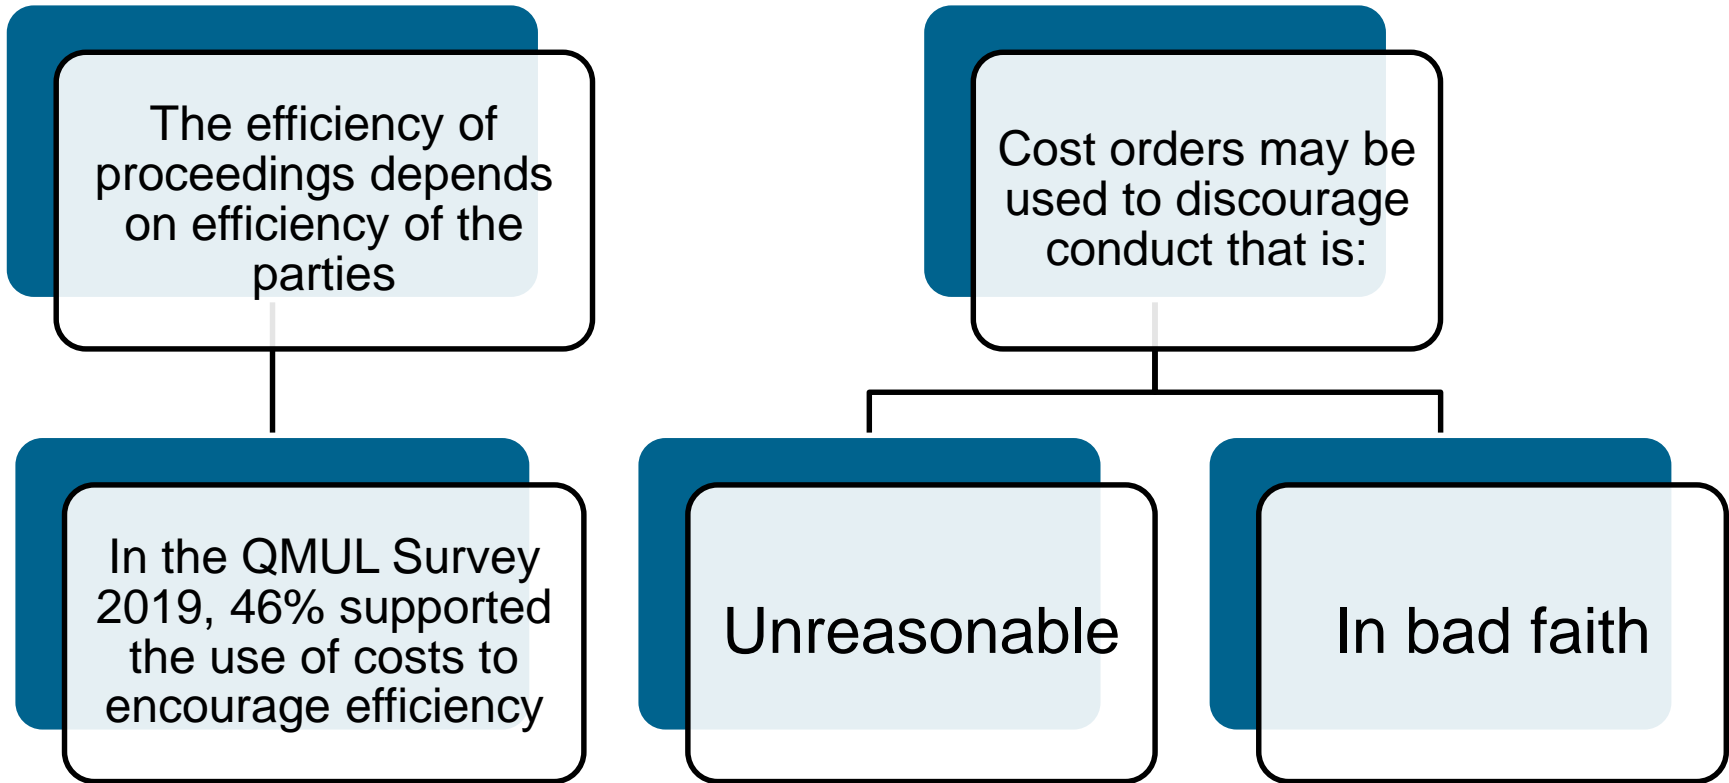 The efficiency of
proceedings depends
on efficiency of the
parties
Cost orders may be
used to discourage
conduct that is:
In the QMUL Survey
2019, 46% supported
the use of costs to
encourage efficiency
Unreasonable
In bad faith